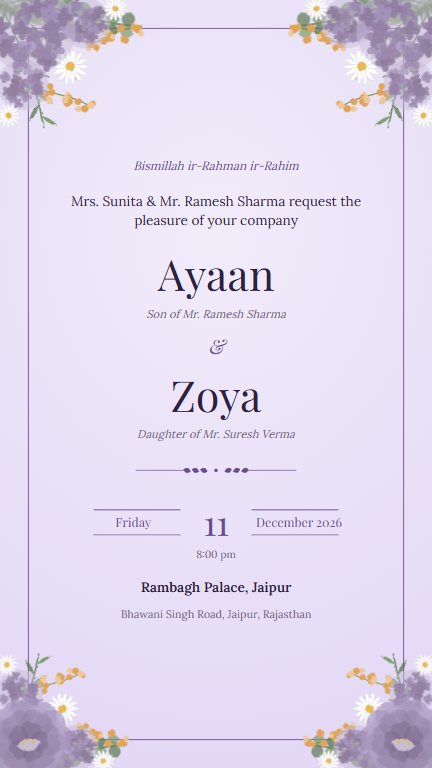 Bismillah ir-Rahman ir-Rahim
Mrs. Sunita & Mr. Ramesh Sharma request the
pleasure of your company
Ayaan
Son of Mr. Ramesh Sharma
&
Zoya
Daughter of Mr. Suresh Verma
Friday 11 December 2026
8:00 pm
Rambagh Palace, Jaipur
Bhawani Singh Road, Jaipur, Rajasthan